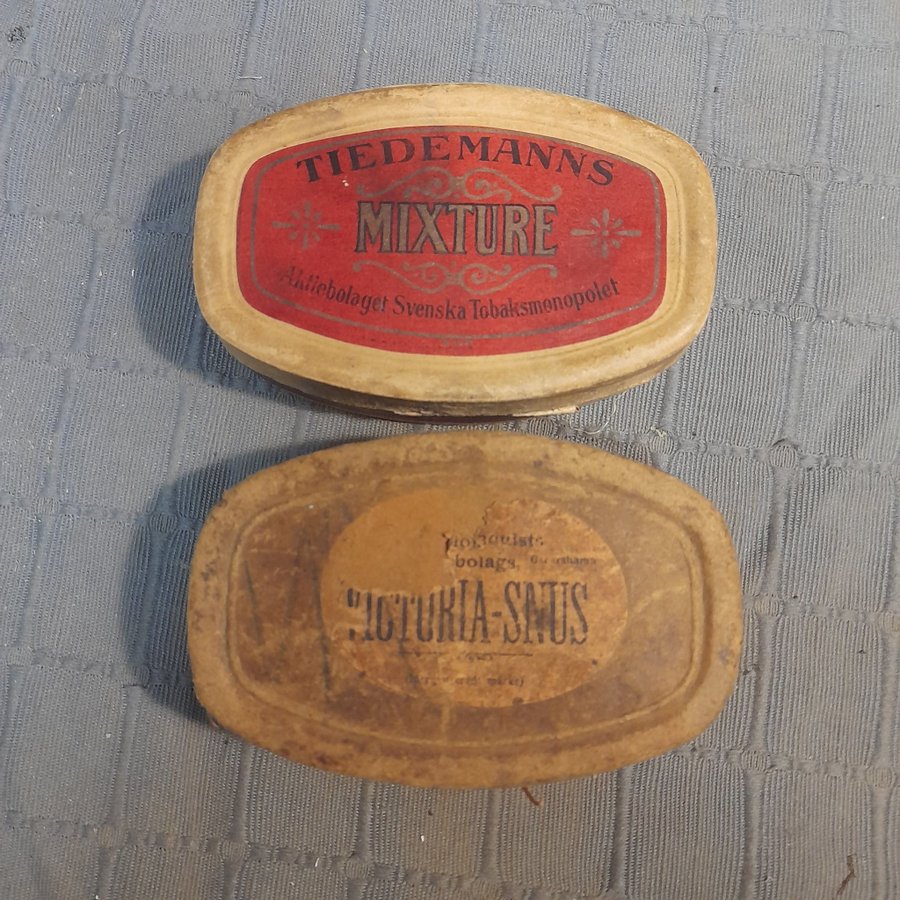 TIEDEMANNS
MIXTURE
Aktiebolaget Svenska Tobaksmonopolet
bolags
VICTORIA-SNUS